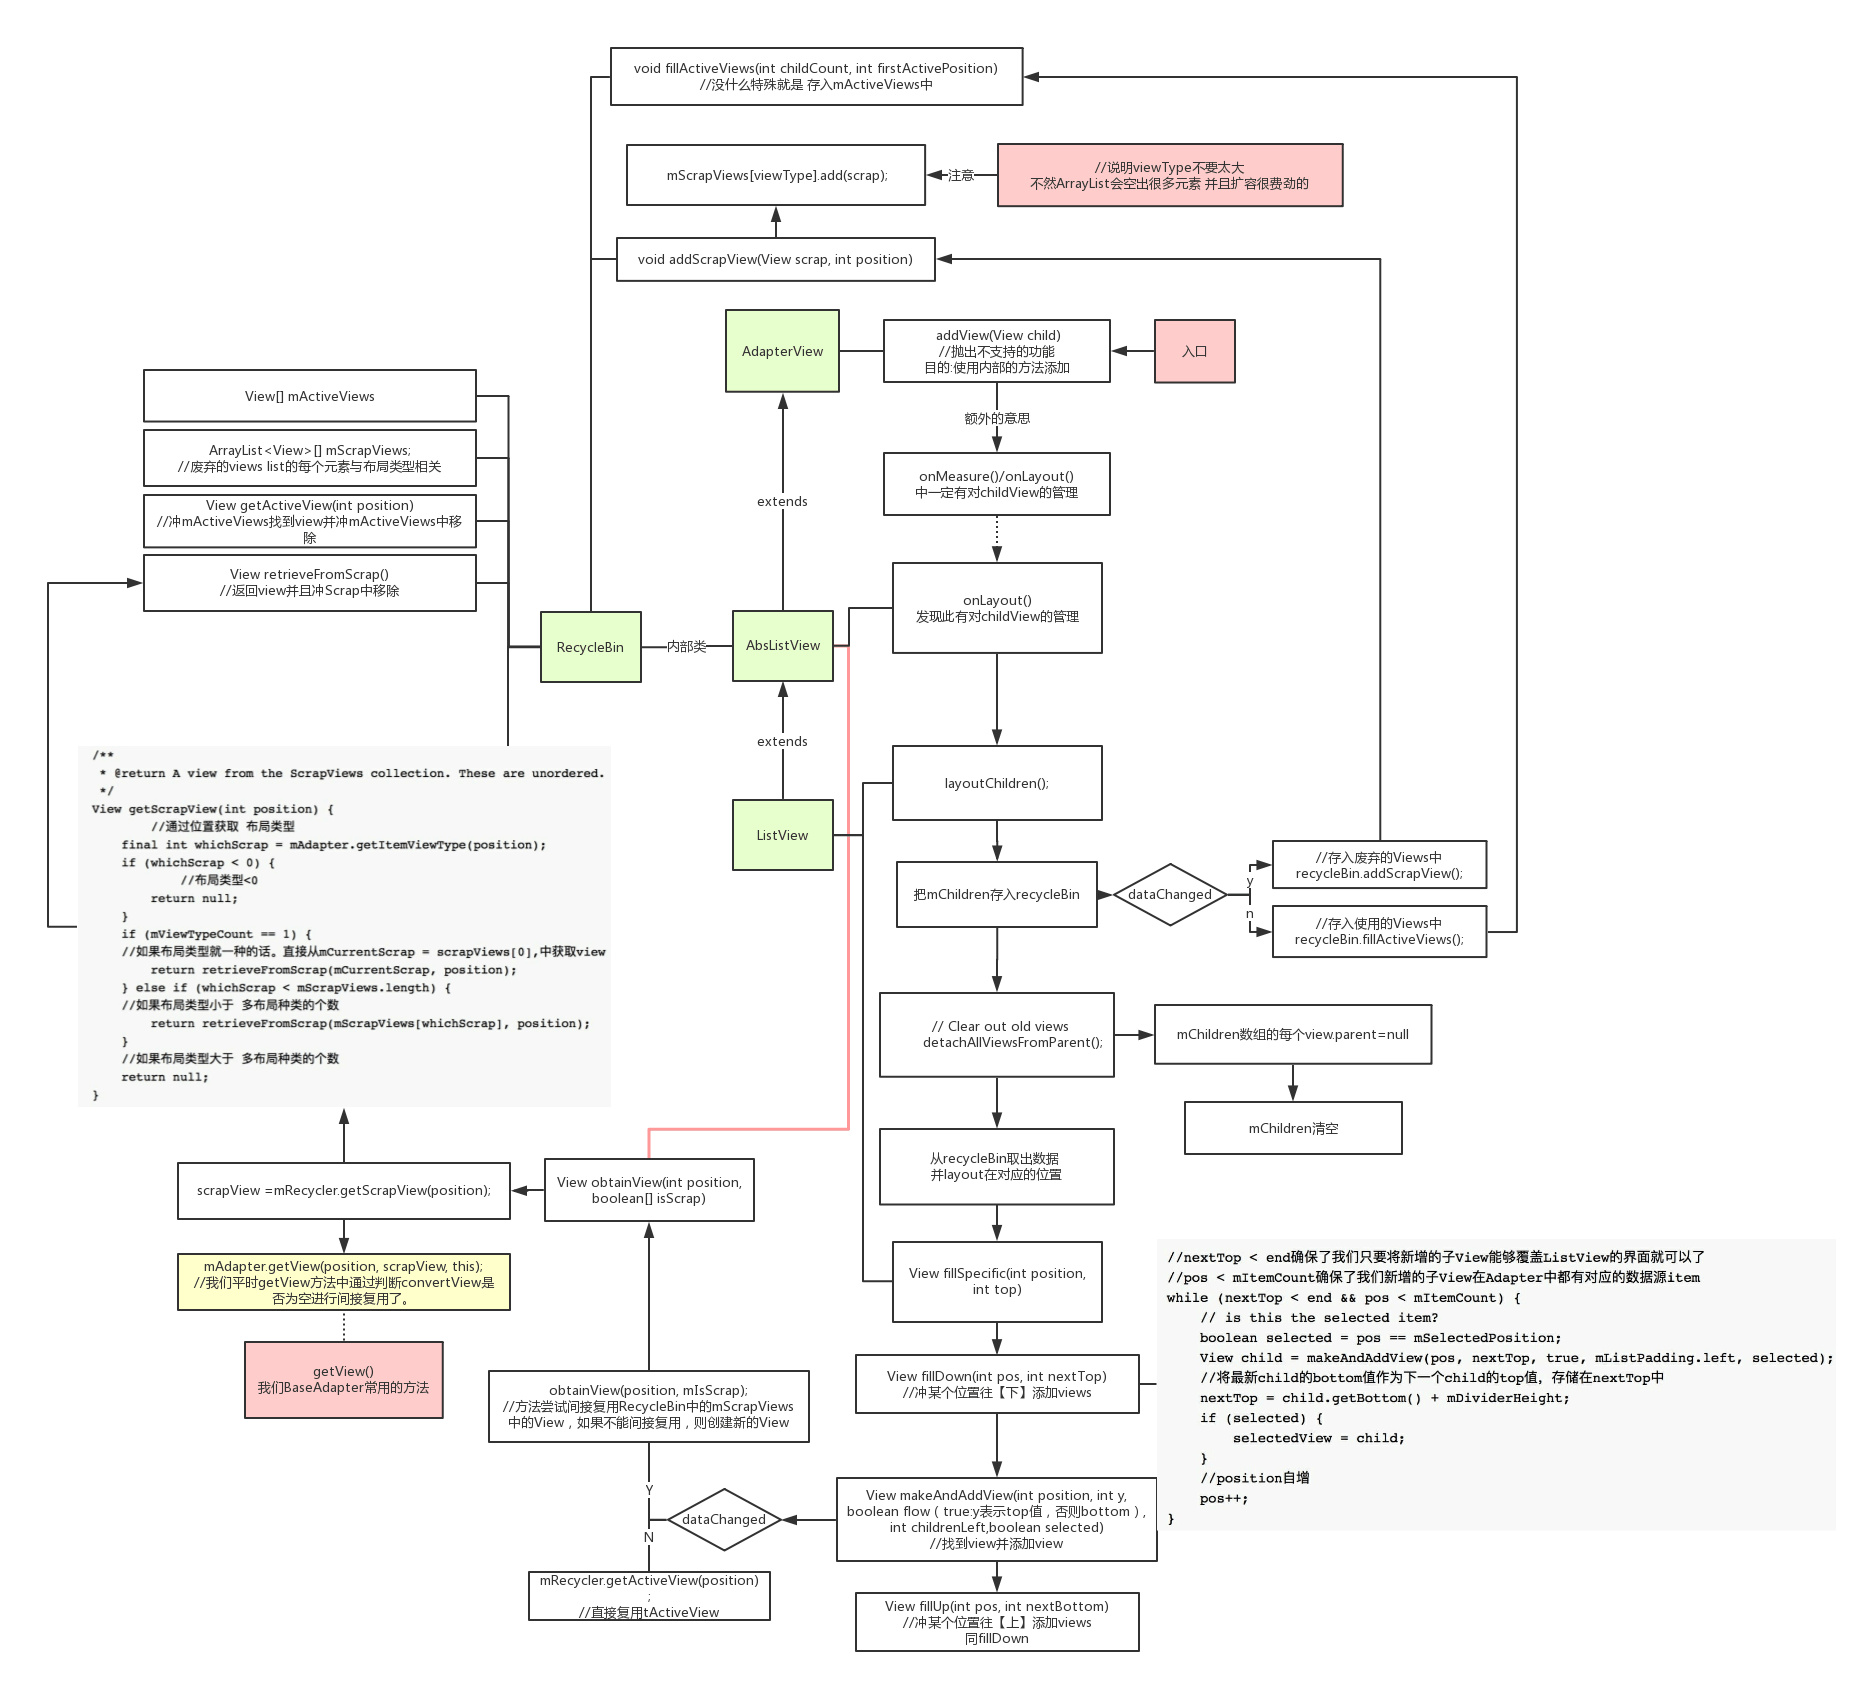 void fillActiveViews(int childCount, int firstActivePosition)
//没什么特殊就是 存入mActiveViews中
mScrapViews[viewType].add(scrap);
注意
//说明viewType不要太大
不然ArrayList会空出很多元素 并且扩容很费劲的
void addScrapView(View scrap, int position)
AdapterView
addView(View child)
//抛出不支持的功能
目的:使用内部的方法添加
入口
额外的意思
View[] mActiveViews
ArrayList<View>[] mScrapViews;
//废弃的views list的每个元素与布局类型相关
View getActiveView(int position)
//冲mActiveViews找到view并冲mActiveViews中移
除
View retrieveFromScrap()
//返回view并且冲Scrap中移除
extends
onMeasure()/onLayout()
中一定有对childView的管理
onLayout()
发现此有对childView的管理
RecycleBin
内部类
AbsListView
extends
ListView
layoutChildren();
把mChildren存入recycleBin
dataChanged
y
n
//存入废弃的Views中
recycleBin.addScrapView();
//存入使用的Views中
recycleBin.fillActiveViews();
/**
* @return A view from the ScrapViews collection. These are unordered.
*/
View getScrapView(int position) {
//通过位置获取 布局类型
final int whichScrap = mAdapter.getItemViewType(position);
if (whichScrap < 0) {
//布局类型<0
return null;
}
if (mViewTypeCount == 1) {
//如果布局类型就一种的话。直接从mCurrentScrap = scrapViews[0],中获取view
return retrieveFromScrap(mCurrentScrap, position);
} else if (whichScrap < mScrapViews.length) {
//如果布局类型小于 多布局种类的个数
return retrieveFromScrap(mScrapViews[whichScrap], position);
}
//如果布局类型大于 多布局种类的个数
return null;
}
// Clear out old views
detachAllViewsFromParent();
mChildren数组的每个view.parent=null
mChildren清空
从recycleBin取出数据
并layout在对应的位置
scrapView =mRecycler.getScrapView(position);
View obtainView(int position,
boolean[] isScrap)
mAdapter.getView(position, scrapView, this);
//我们平时getView方法中通过判断convertView是
否为空进行间接复用了。
getView()
我们BaseAdapter常用的方法
View fillSpecific(int position,
int top)
//nextTop < end确保了我们只要将新增的子View能够覆盖ListView的界面就可以了
//pos < mItemCount确保了我们新增的子View在Adapter中都有对应的数据源item
while (nextTop < end && pos < mItemCount) {
// is this the selected item?
boolean selected = pos == mSelectedPosition;
View child = makeAndAddView(pos, nextTop, true, mListPadding.left, selected);
//将最新child的bottom值作为下一个child的top值，存储在nextTop中
nextTop = child.getBottom() + mDividerHeight;
if (selected) {
selectedView = child;
}
//position自增
pos++;
}
View fillDown(int pos, int nextTop)
//冲某个位置往【下】添加views
obtainView(position, mIsScrap);
//方法尝试间接复用RecycleBin中的mScrapViews
中的View，如果不能间接复用，则创建新的View
Y
N
dataChanged
View makeAndAddView(int position, int y,
boolean flow（true:y表示top值，否则bottom），
int childrenLeft,boolean selected)
//找到view并添加view
mRecycler.getActiveView(position)
;
//直接复用tActiveView
View fillUp(int pos, int nextBottom)
//冲某个位置往【上】添加views
同fillDown